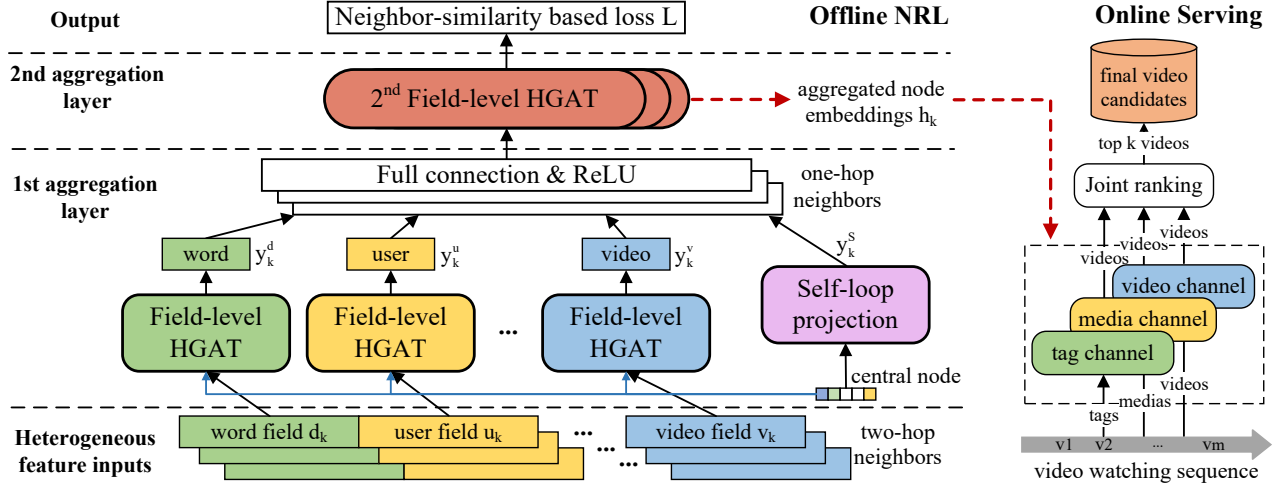 Output
Neighbor-similarity based loss L
Offline NRL
2nd aggregation
layer
2nd Field-level HGAT
aggregated node
embeddings hk
1st aggregation
layer
Full connection & ReLU
one-hop
neighbors
word
y_k^d
user
y_k^u
video
y_k^v
y_k^S
Field-level
HGAT
Field-level
HGAT
...
Field-level
HGAT
Self-loop
projection
central node
Heterogeneous
feature inputs
word field dk
user field uk
...
video field vk
... ...
... ...
two-hop
neighbors
Online Serving
final video
candidates
top k videos
Joint ranking
videos
videos
videos
video channel
media channel
tag channel
videos
tags
medias
v1 v2 ... vm
video watching sequence